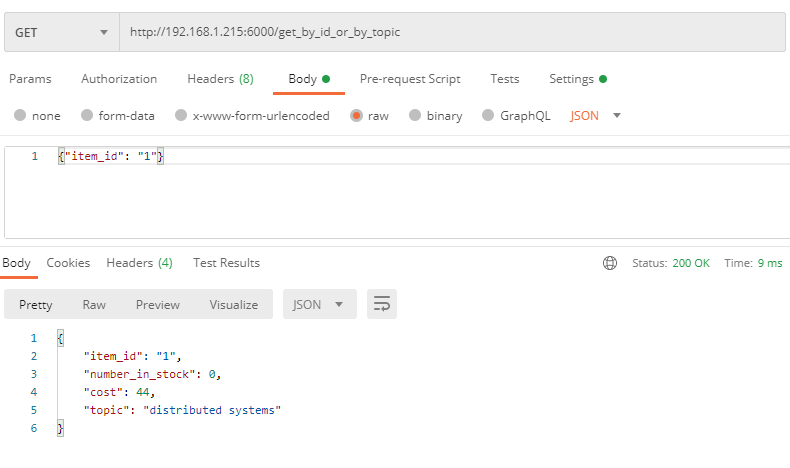 GET http://192.168.1.215:6000/get_by_id_or_by_topic
Params Authorization Headers (8) Body Pre-request Script Tests Settings
none form-data x-www-form-urlencoded raw binary GraphQL JSON
1 {"item_id": "1"}
Body Cookies Headers (4) Test Results Status: 200 OK Time: 9 ms
Pretty Raw Preview Visualize JSON
1 {
2 "item_id": "1",
3 "number_in_stock": 0,
4 "cost": 44,
5 "topic": "distributed systems"
6 }